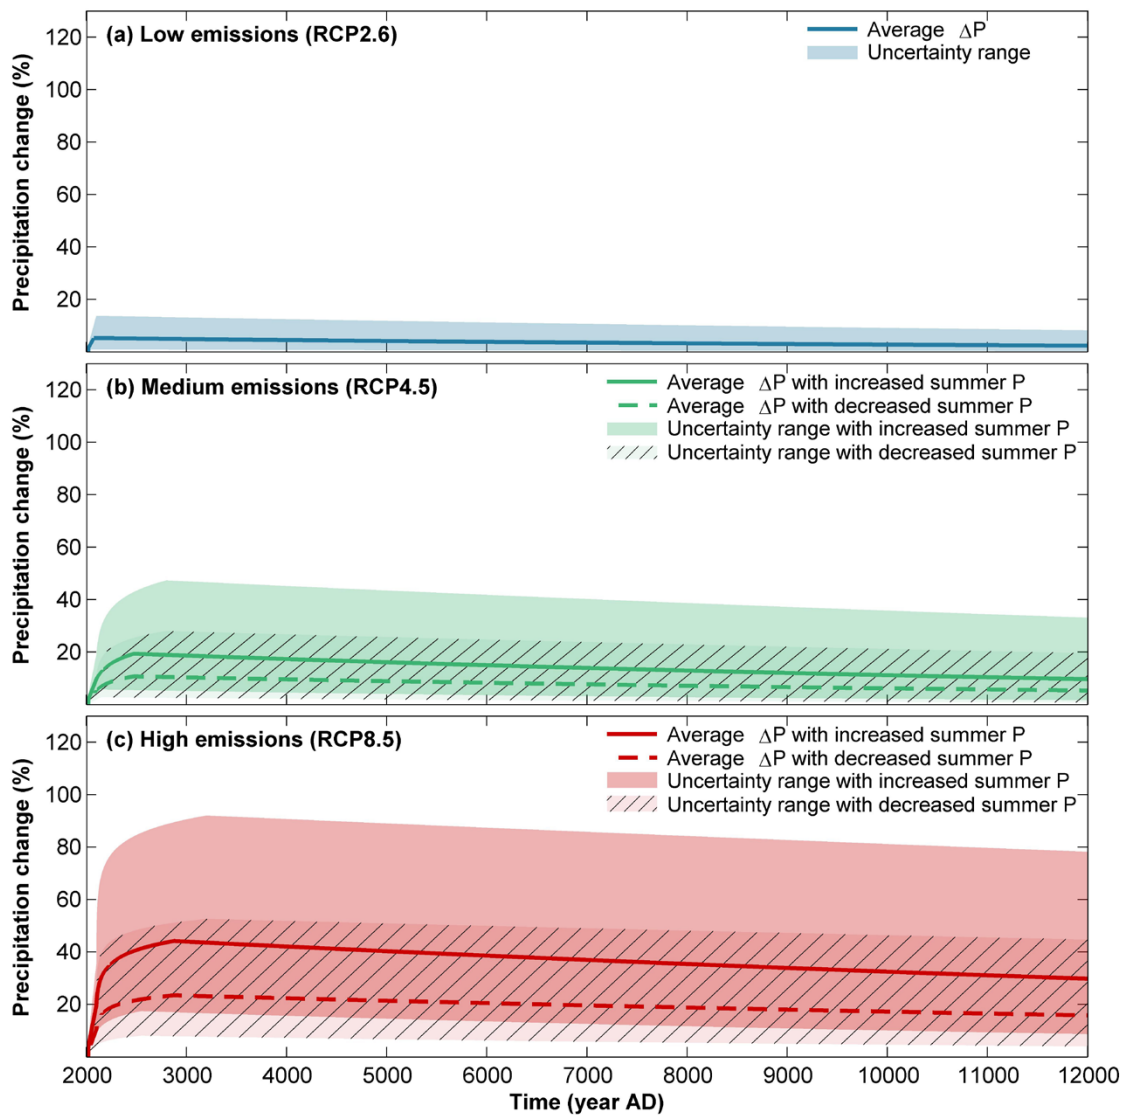 (a) Low emissions (RCP2.6)
Average ΔP
Uncertainty range
Precipitation change (%)
120
100
80
60
40
20
(b) Medium emissions (RCP4.5)
Average ΔP with increased summer P
Average ΔP with decreased summer P
Uncertainty range with increased summer P
Uncertainty range with decreased summer P
Precipitation change (%)
120
100
80
60
40
20
(c) High emissions (RCP8.5)
Average ΔP with increased summer P
Average ΔP with decreased summer P
Uncertainty range with increased summer P
Uncertainty range with decreased summer P
Precipitation change (%)
120
100
80
60
40
20
2000 3000 4000 5000 6000 7000 8000 9000 10000 11000 12000
Time (year AD)